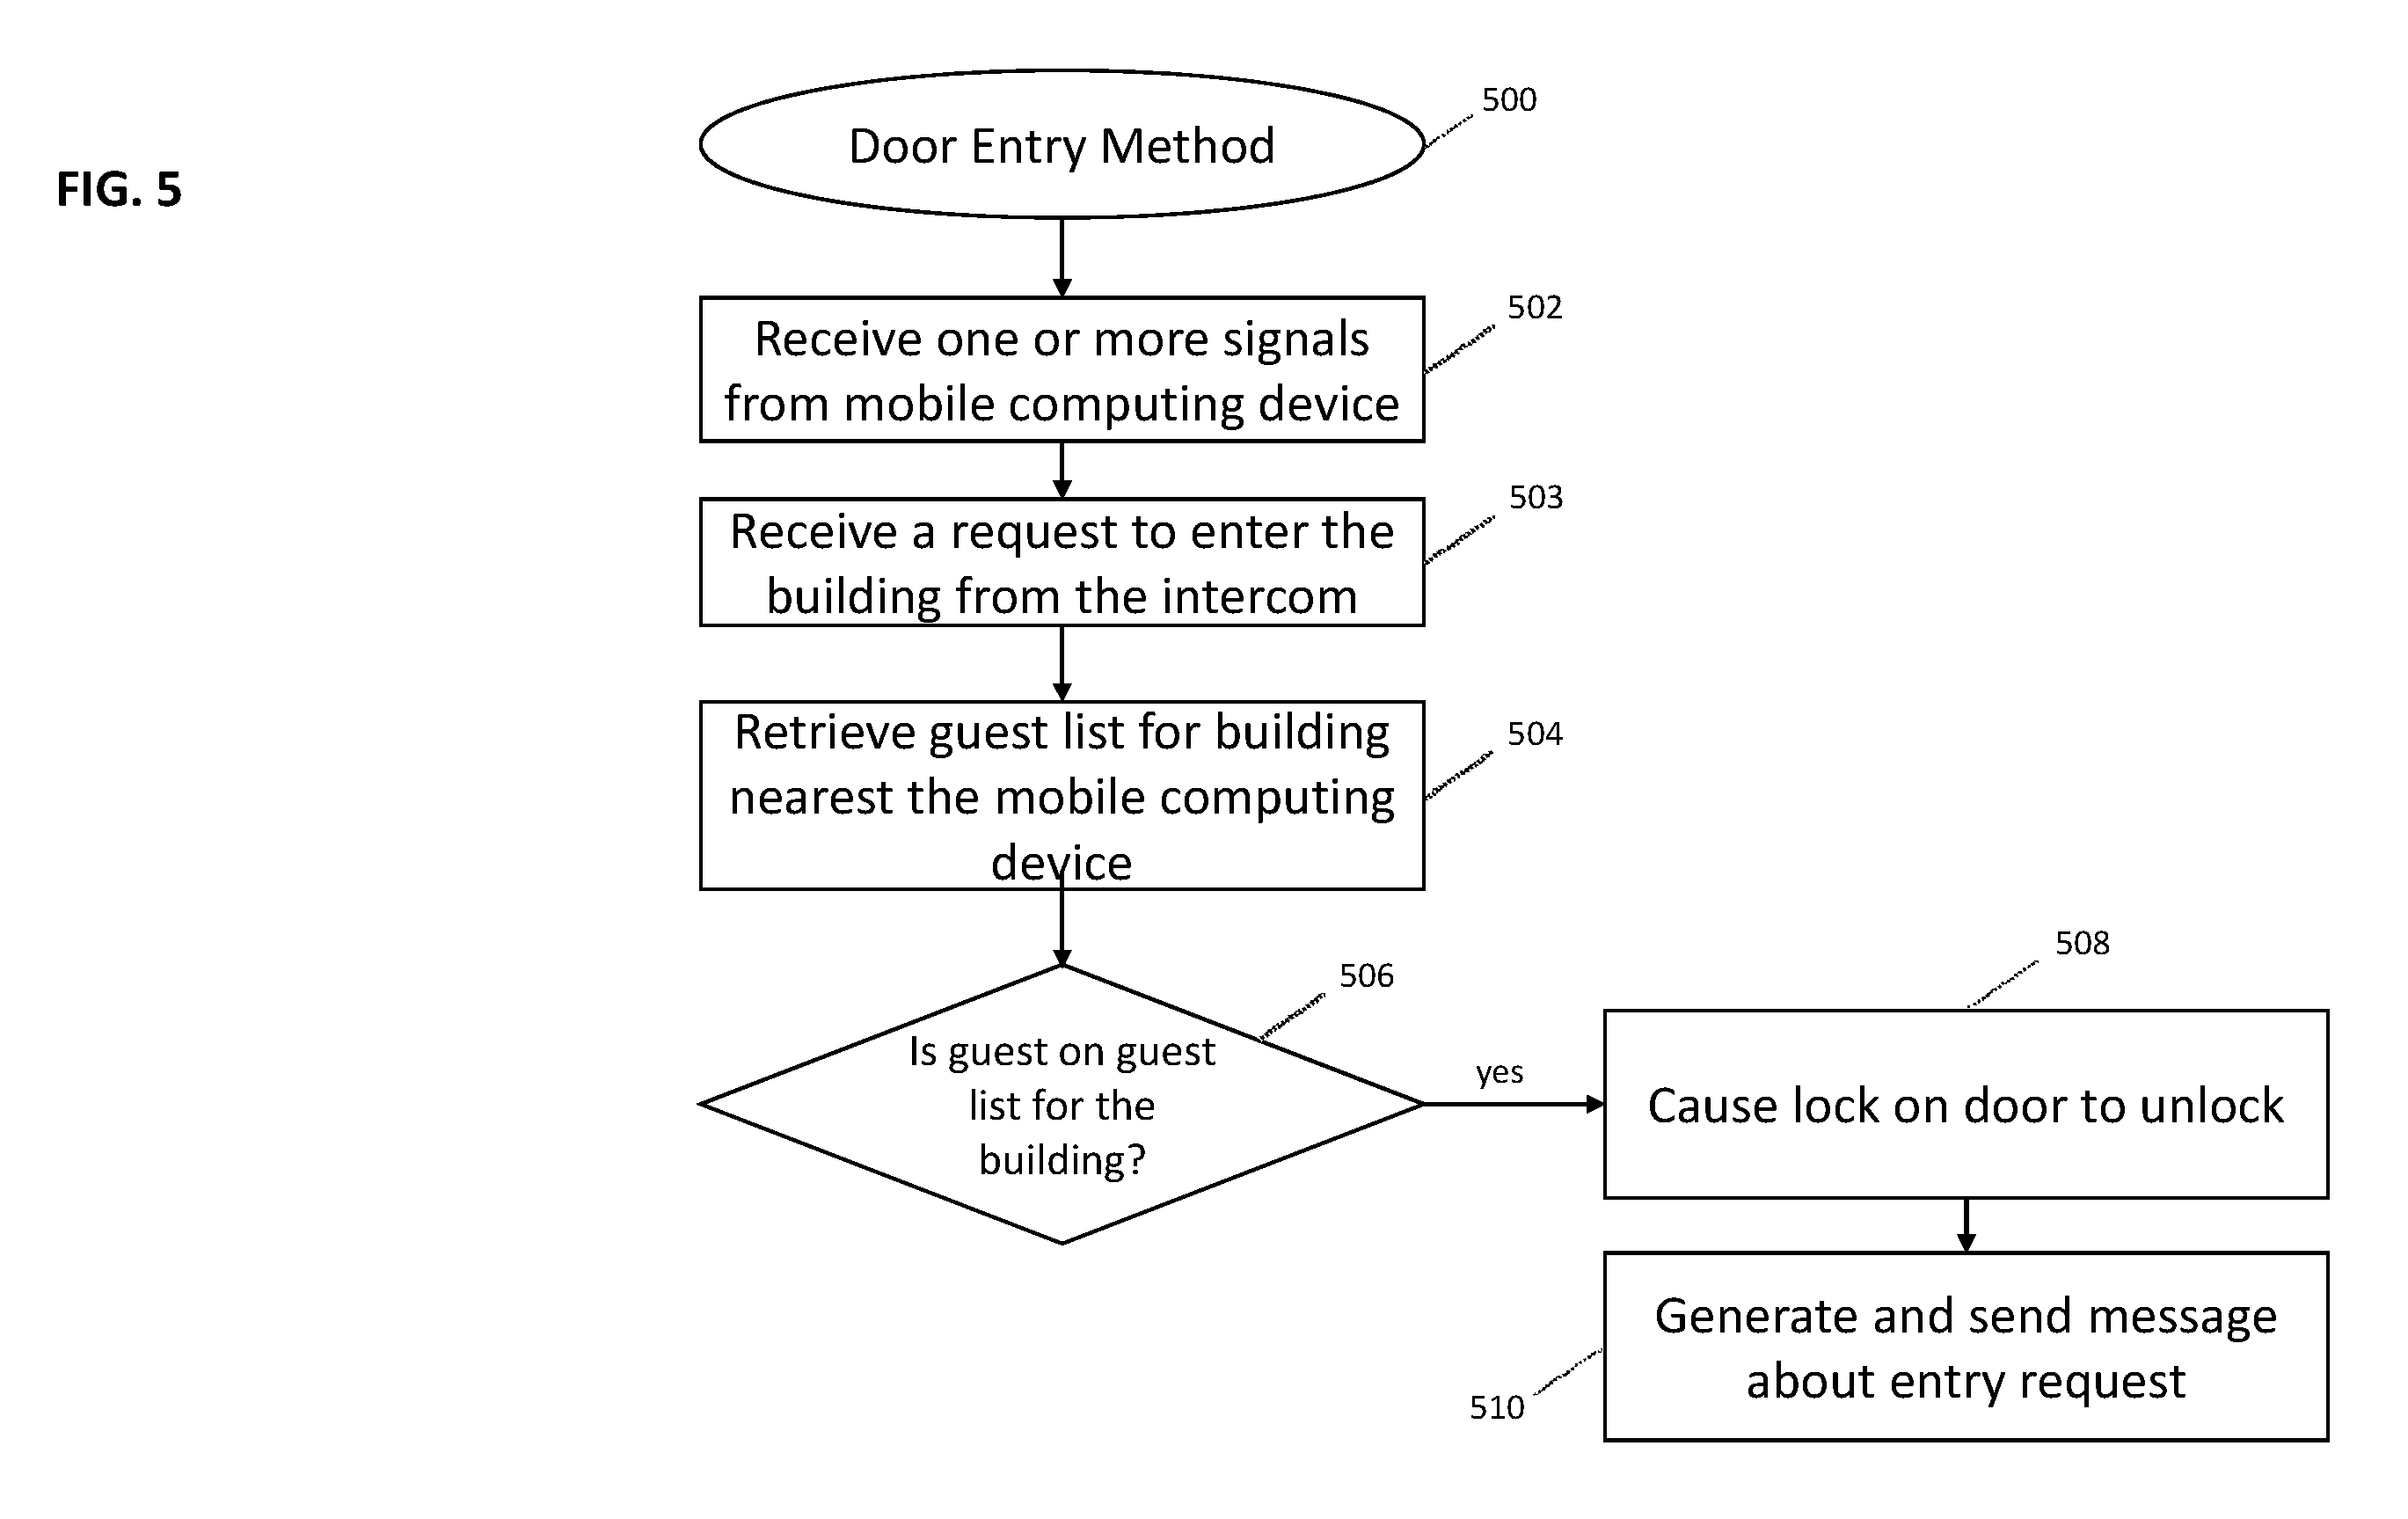 FIG. 5
Door Entry Method
500
Receive one or more signals
from mobile computing device
502
Receive a request to enter the
building from the intercom
503
Retrieve guest list for building
nearest the mobile computing
device
504
Is guest on guest
list for the
building?
506
yes
508
Cause lock on door to unlock
Generate and send message
about entry request
510